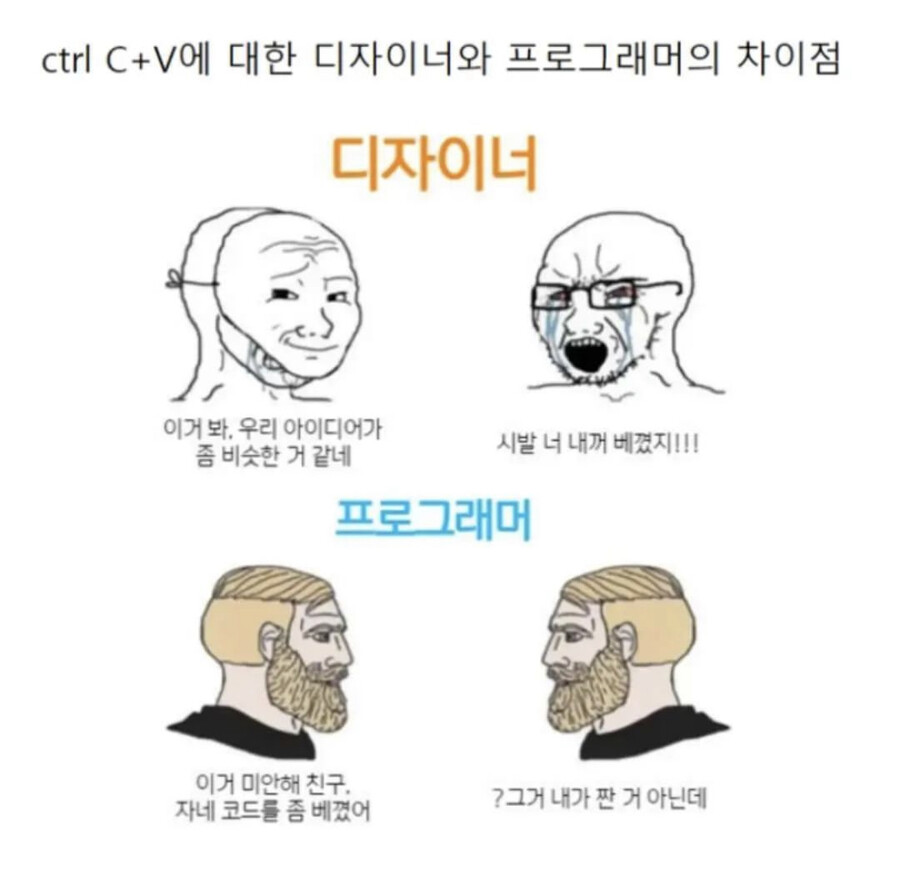 ctrl C+V에 대한 디자이너와 프로그래머의 차이점
디자이너
이거 봐, 우리 아이디어가
좀 비슷한 거 같네
시발 너 내꺼 베꼈지!!!
프로그래머
이거 미안해 친구.
자네 코드를 좀 베꼈어
?그거 내가 짠 거 아닌데